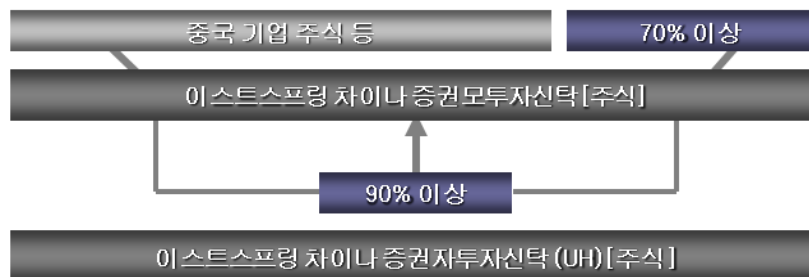 중국 기업 주식 등
70% 이상
이스트스프링 차이나 증권모투자신탁[주식]
90% 이상
이스트스프링 차이나 증권자투자신탁(UH)[주식]